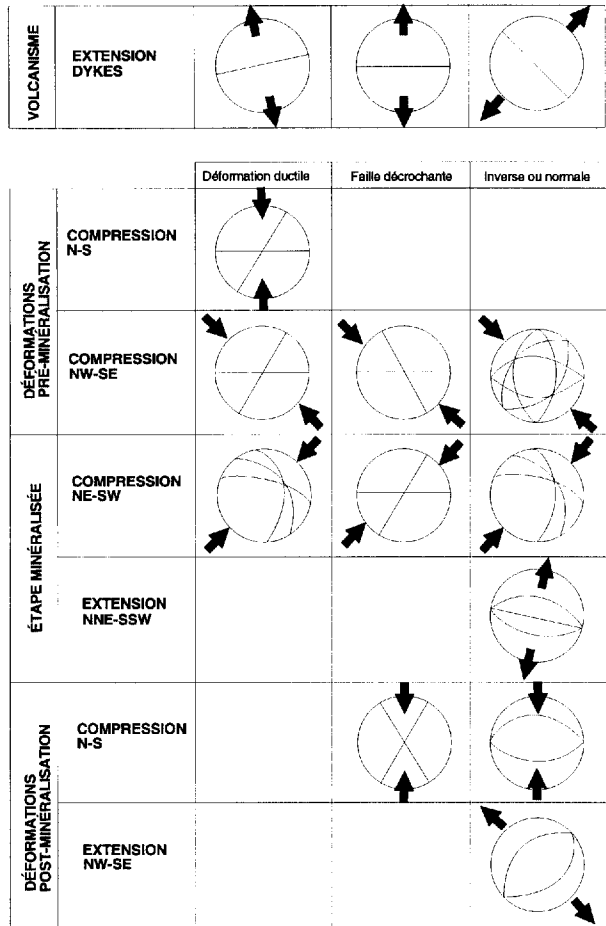 VOLCANISME
EXTENSION
DYKES
Déformation ductile
Faille décrochante
Inverse ou normale
DÉFORMATIONS
PRÉ-MINÉRALISATION
COMPRESSION
N-S
COMPRESSION
NW-SE
ÉTAPE MINÉRALISÉE
COMPRESSION
NE-SW
EXTENSION
NNE-SSW
DÉFORMATIONS
POST-MINÉRALISATION
COMPRESSION
N-S
EXTENSION
NW-SE